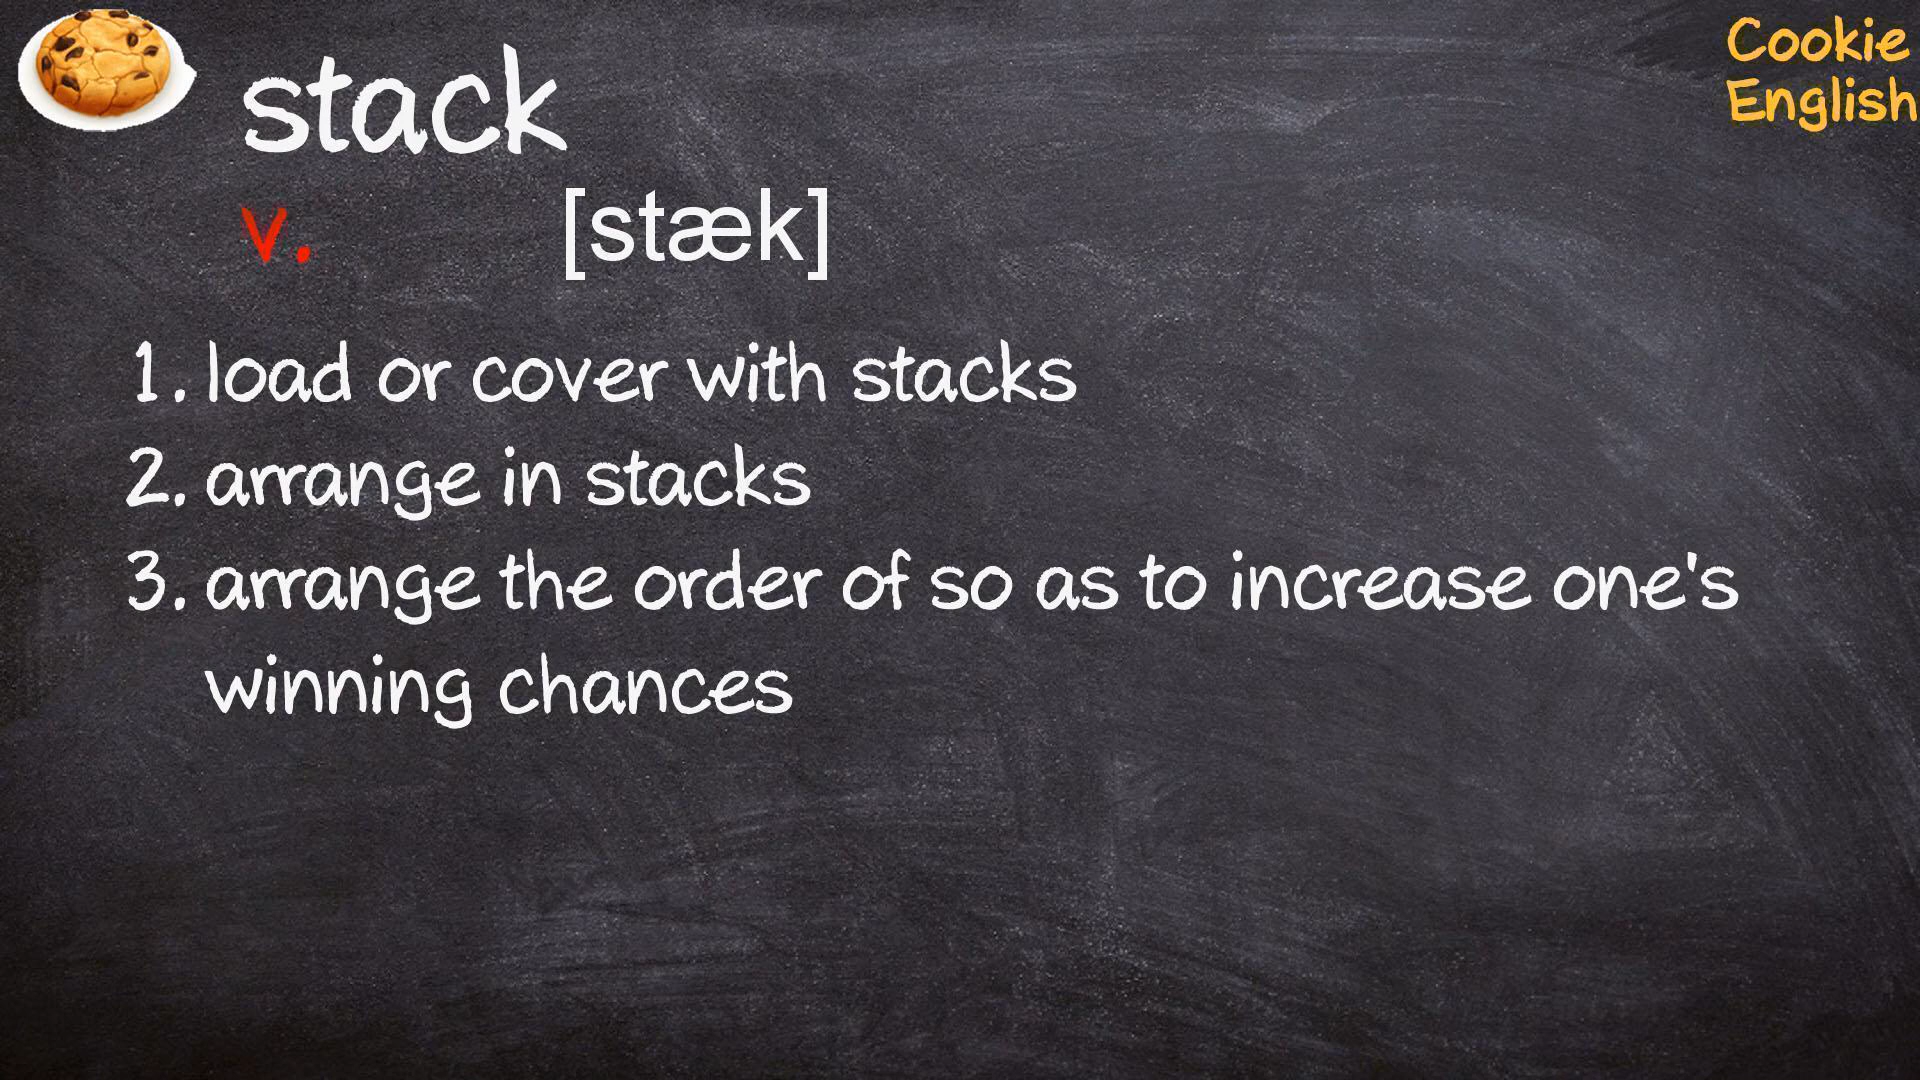 stack
Cookie
English
v. [stæk]
1. load or cover with stacks
2. arrange in stacks
3. arrange the order of so as to increase one's
winning chances